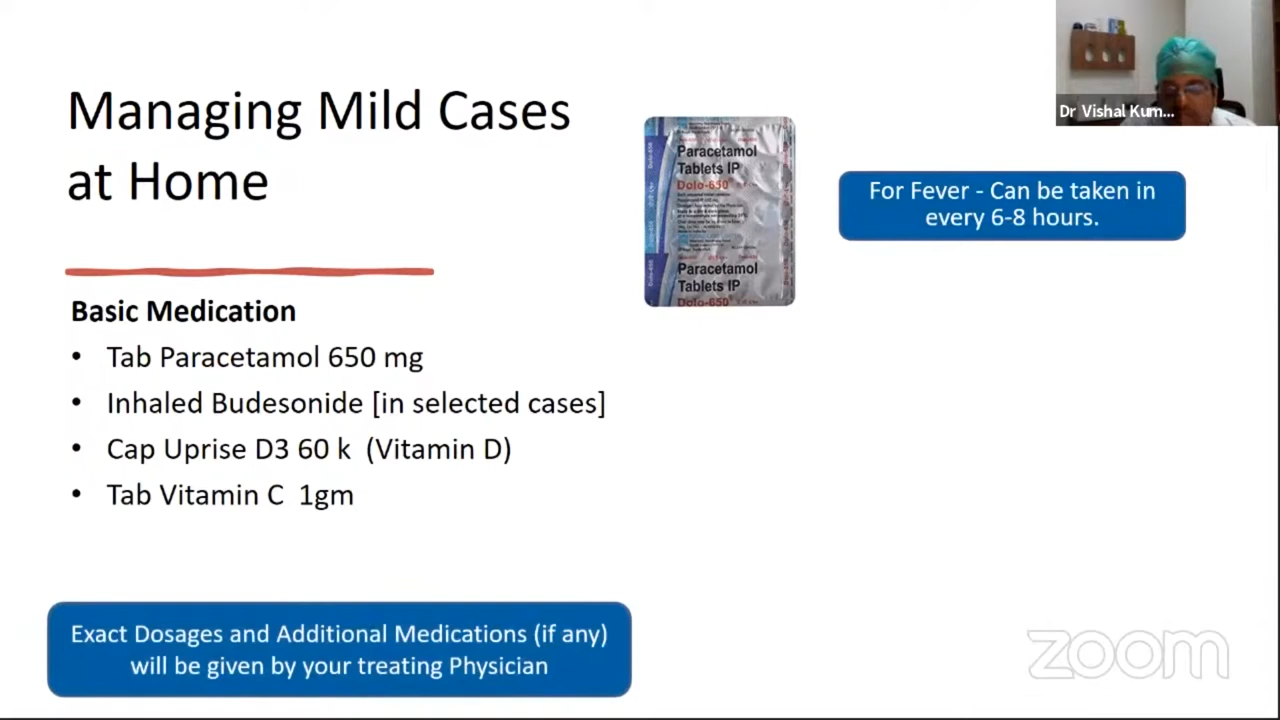 Managing Mild Cases
at Home
Basic Medication
• Tab Paracetamol 650 mg
• Inhaled Budesonide [in selected cases]
• Cap Uprise D3 60 k (Vitamin D)
• Tab Vitamin C 1gm
Exact Dosages and Additional Medications (if any)
will be given by your treating Physician
Paracetamol
Tablets IP
Dolo-650
Paracetamol
Tablets IP
Dolo-650
For Fever - Can be taken in
every 6-8 hours.
Dr Vishal Kum...
zoom